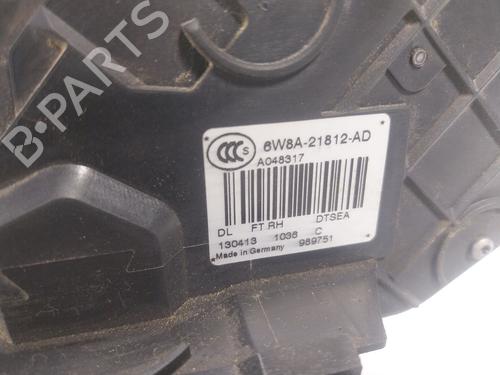 CCC S
6W8A-21812-AD
A048317
DL FT RH DTSEA
130413 1036 C
Made in Germany 989751
B-PARTS